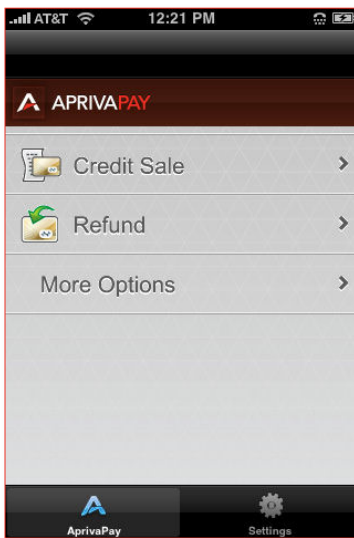 AT&T 12:21 PM
APRIVAPAY
Credit Sale
Refund
More Options
AprivaPay Settings